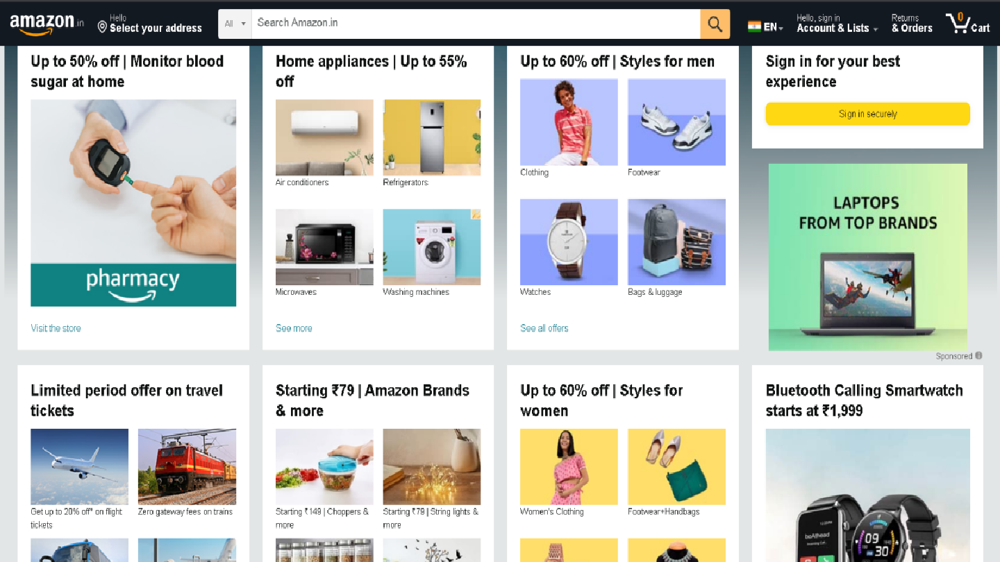 amazon.in
Hello
Select your address
All
Search Amazon.in
EN
Hello, sign in
Account & Lists
Returns
& Orders
0
Cart
Up to 50% off | Monitor blood
sugar at home
pharmacy
Visit the store
Home appliances | Up to 55%
off
Air conditioners
Refrigerators
Microwaves
Washing machines
See more
Up to 60% off | Styles for men
Clothing
Footwear
Watches
Bags & luggage
See all offers
Sign in for your best
experience
Sign in securely
LAPTOPS
FROM TOP BRANDS
Sponsored
Limited period offer on travel
tickets
Get up to 20% off* on flight
tickets
Zero gateway fees on trains
Starting ₹79 | Amazon Brands
& more
Starting ₹149 | Choppers &
more
Starting ₹79 | String lights &
more
Up to 60% off | Styles for
women
Women's Clothing
Footwear+Handbags
Bluetooth Calling Smartwatch
starts at ₹1,999
boAthead
Incoming Call...
09
30